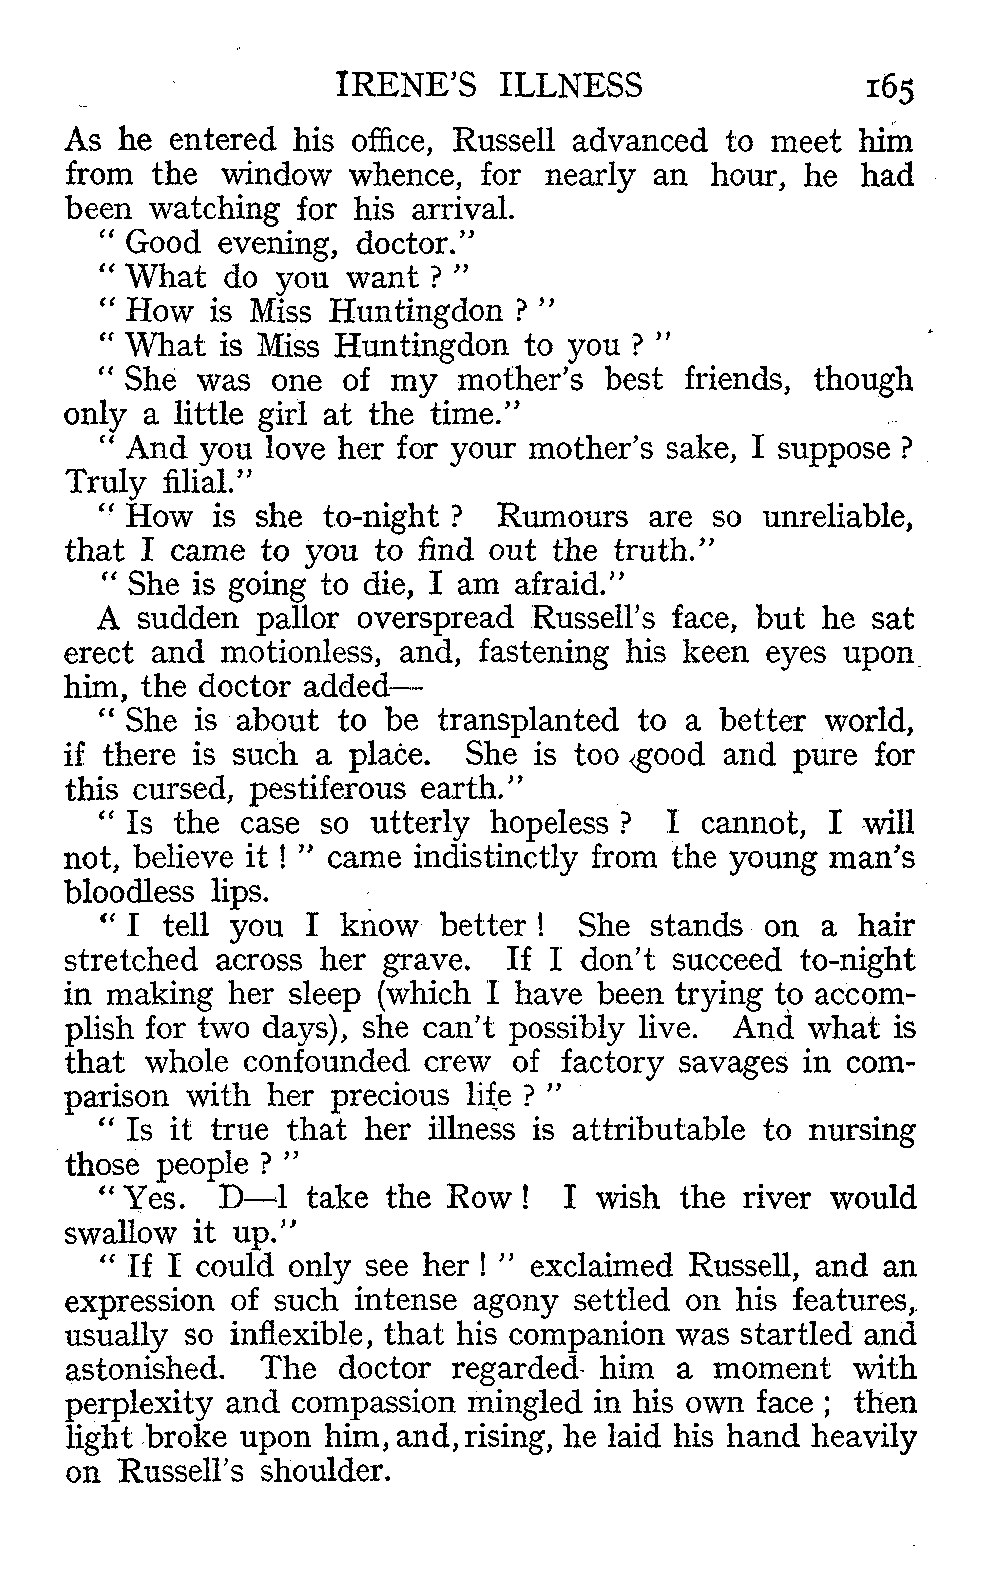 IRENE'S ILLNESS 165
As he entered his office, Russell advanced to meet him
from the window whence, for nearly an hour, he had
been watching for his arrival.
" Good evening, doctor."
" What do you want ? "
" How is Miss Huntingdon ? "
" What is Miss Huntingdon to you ? "
" She was one of my mother's best friends, though
only a little girl at the time."
" And you love her for your mother's sake, I suppose ?
Truly filial."
" How is she to-night ? Rumours are so unreliable,
that I came to you to find out the truth."
" She is going to die, I am afraid."
A sudden pallor overspread Russell's face, but he sat
erect and motionless, and, fastening his keen eyes upon
him, the doctor added—
" She is about to be transplanted to a better world,
if there is such a place. She is too good and pure for
this cursed, pestiferous earth."
" Is the case so utterly hopeless ? I cannot, I will
not, believe it ! " came indistinctly from the young man's
bloodless lips.
" I tell you I know better ! She stands on a hair
stretched across her grave. If I don't succeed to-night
in making her sleep (which I have been trying to accom-
plish for two days), she can't possibly live. And what is
that whole confounded crew of factory savages in com-
parison with her precious life ? "
" Is it true that her illness is attributable to nursing
those people ? "
" Yes. D—l take the Row ! I wish the river would
swallow it up."
" If I could only see her ! " exclaimed Russell, and an
expression of such intense agony settled on his features,
usually so inflexible, that his companion was startled and
astonished. The doctor regarded him a moment with
perplexity and compassion mingled in his own face ; then
light broke upon him, and, rising, he laid his hand heavily
on Russell's shoulder.